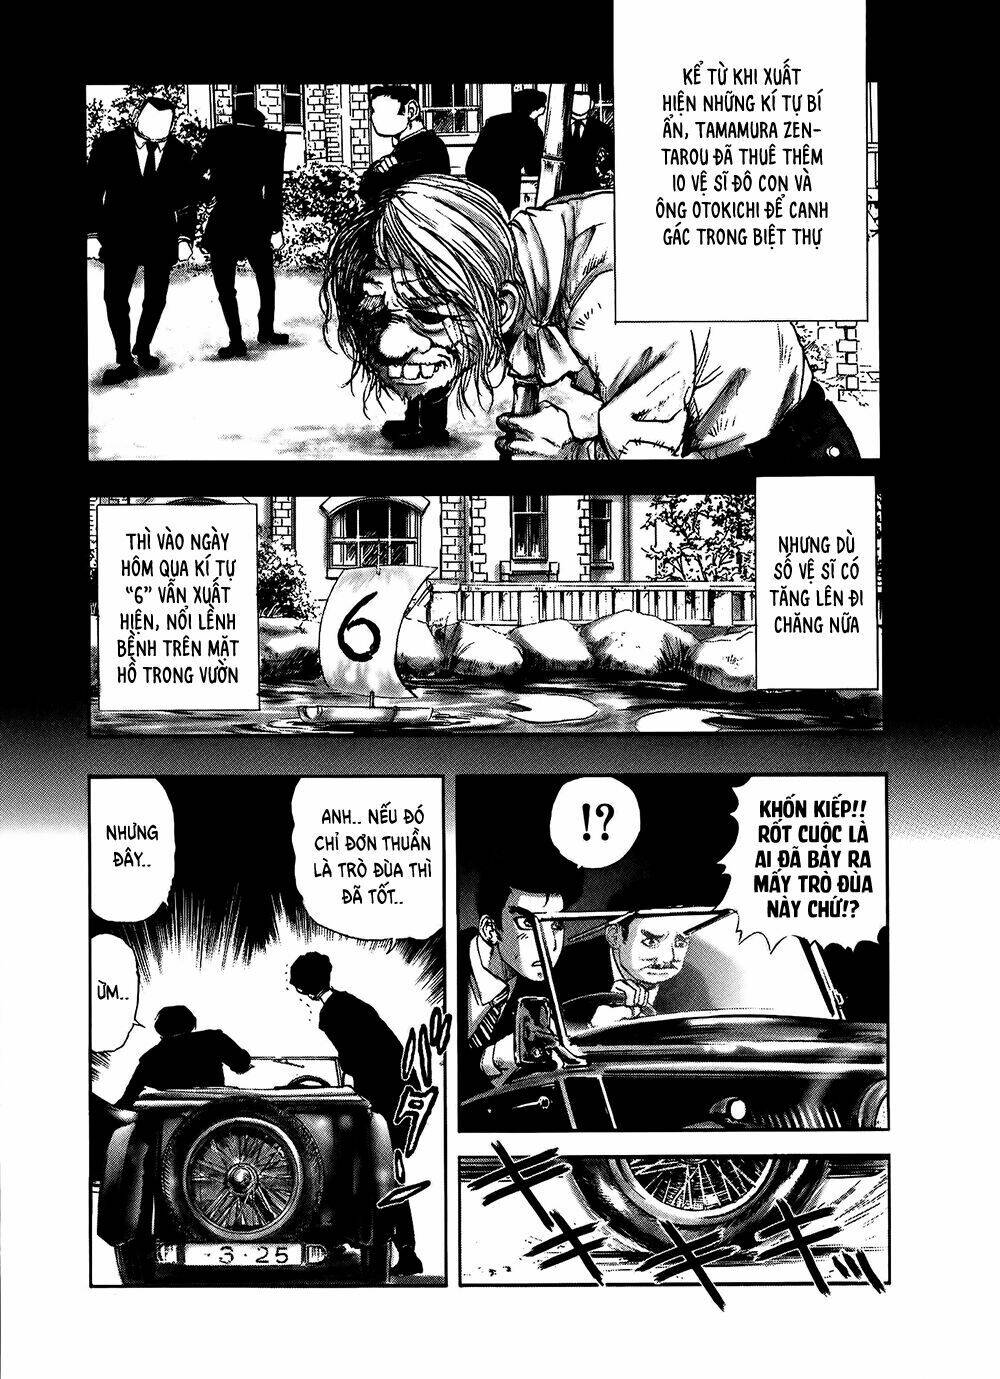 KỂ TỪ KHI XUẤT
HIỆN NHỮNG KÍ TỰ BÍ
ẨN, TAMAMURA ZEN-
TAROU ĐÃ THUÊ THÊM
10 VỆ SĨ ĐÔ CON VÀ
ÔNG OTOKICHI ĐỂ CANH
GÁC TRONG BIỆT THỰ
NHƯNG DÙ
SỐ VỆ SĨ CÓ
TĂNG LÊN ĐI
CHĂNG NỮA
THÌ VÀO NGÀY
HÔM QUA KÍ TỰ
“6” VẪN XUẤT
HIỆN, NỔI LỀNH
BỀNH TRÊN MẶT
HỒ TRONG VƯỜN
6
KHỐN KIẾP!!
RỐT CUỘC LÀ
AI ĐÃ BÀY RA
MẤY TRÒ ĐÙA
NÀY CHỨ!?
!?
ANH.. NẾU ĐÓ
CHỈ ĐƠN THUẦN
LÀ TRÒ ĐÙA THÌ
ĐÃ TỐT..
NHƯNG
ĐÂY..
ỪM..
3-25